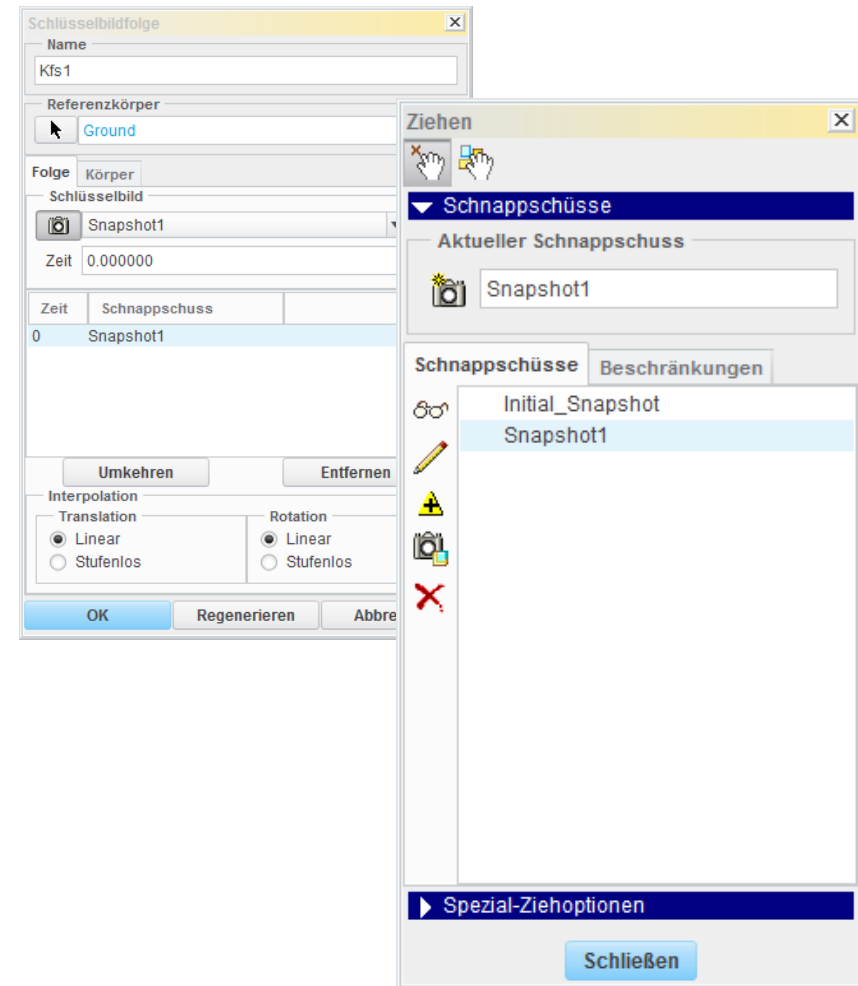 Schlüsselbildfolge
Name
Kfs1
Referenzkörper
Ground
Folge Körper
Schlüsselbild
Snapshot1
Zeit 0.000000
Zeit Schnappschuss
0 Snapshot1
Umkehren Entfernen
Interpolation
Translation Rotation
Linear Linear
Stufenlos Stufenlos
OK Regenerieren Abbre
Ziehen
Schnappschüsse
Aktueller Schnappschuss
Snapshot1
Schnappschüsse Beschränkungen
Initial_Snapshot
Snapshot1
Spezial-Ziehoptionen
Schließen